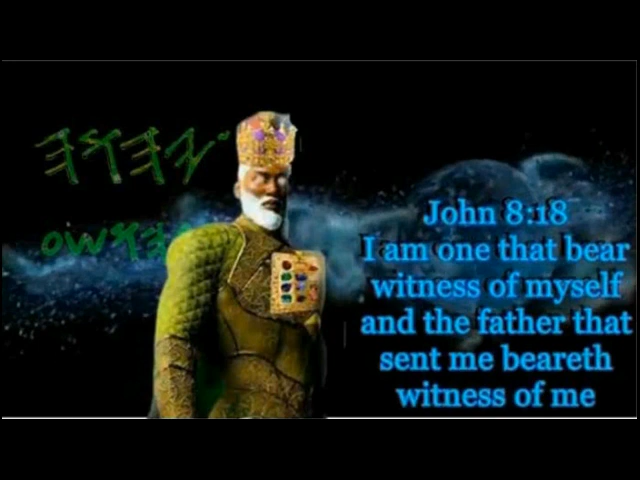 𐤉𐤄𐤅𐤄
John 8:18
I am one that bear
witness of myself
and the father that
sent me beareth
witness of me